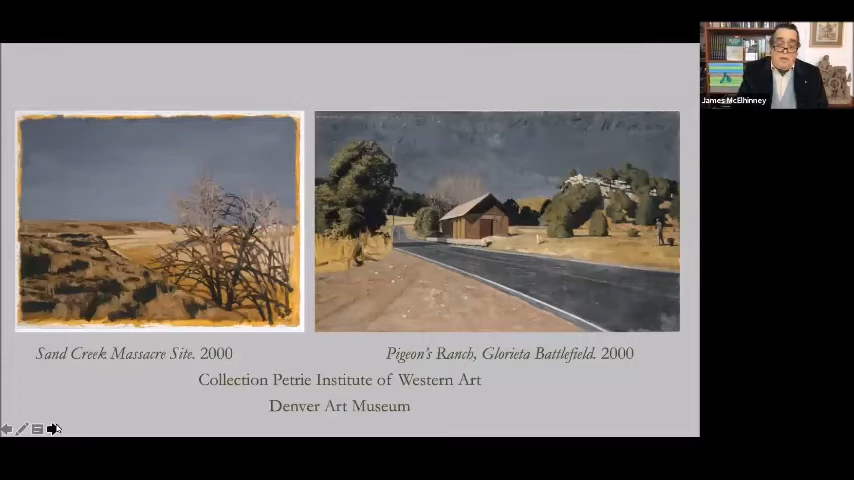 James McElhinney
Sand Creek Massacre Site. 2000
Pigeon's Ranch, Glorieta Battlefield. 2000
Collection Petrie Institute of Western Art
Denver Art Museum